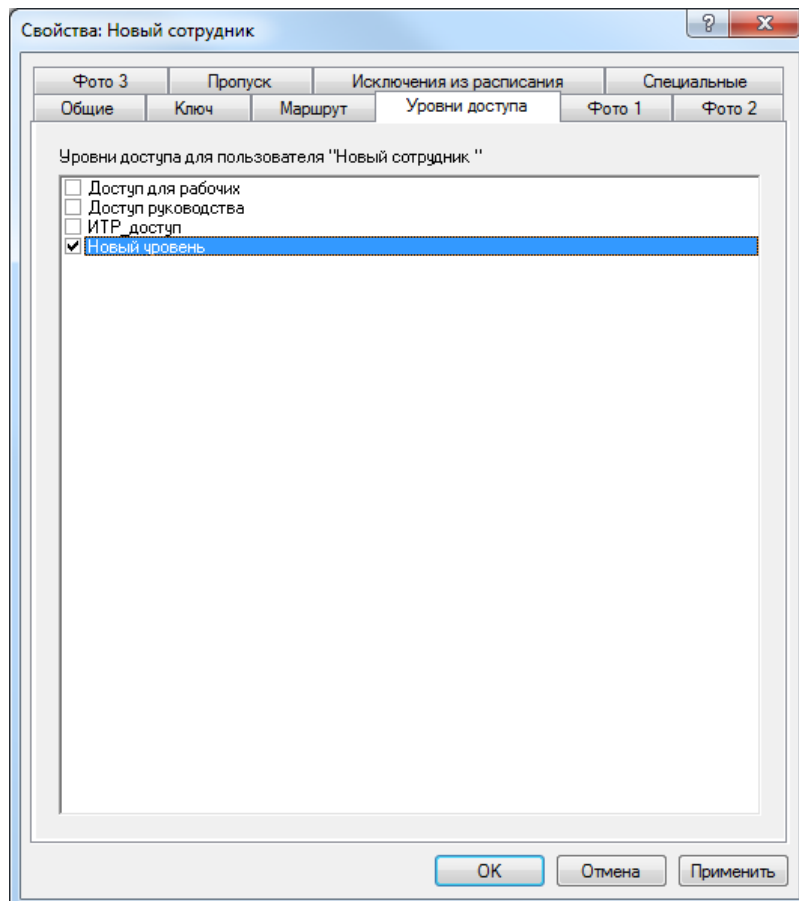 Свойства: Новый сотрудник
Фото 3 Пропуск Исключения из расписания Специальные
Общие Ключ Маршрут Уровни доступа Фото 1 Фото 2
Уровни доступа для пользователя "Новый сотрудник "
Доступ для рабочих
Доступ руководства
ИТР_доступ
Новый уровень
OK Отмена Применить